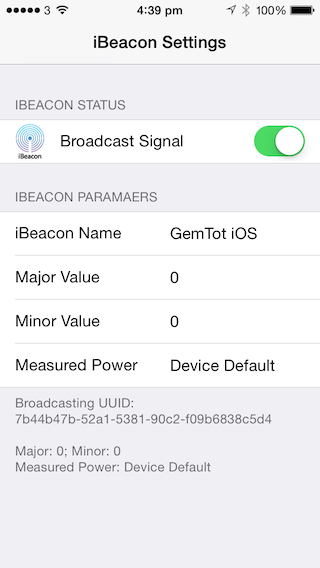 3 4:39 pm 100%
iBeacon Settings
IBEACON STATUS
iBeacon
Broadcast Signal
IBEACON PARAMAERS
iBeacon Name GemTot iOS
Major Value 0
Minor Value 0
Measured Power Device Default
Broadcasting UUID:
7b44b47b-52a1-5381-90c2-f09b6838c5d4
Major: 0; Minor: 0
Measured Power: Device Default